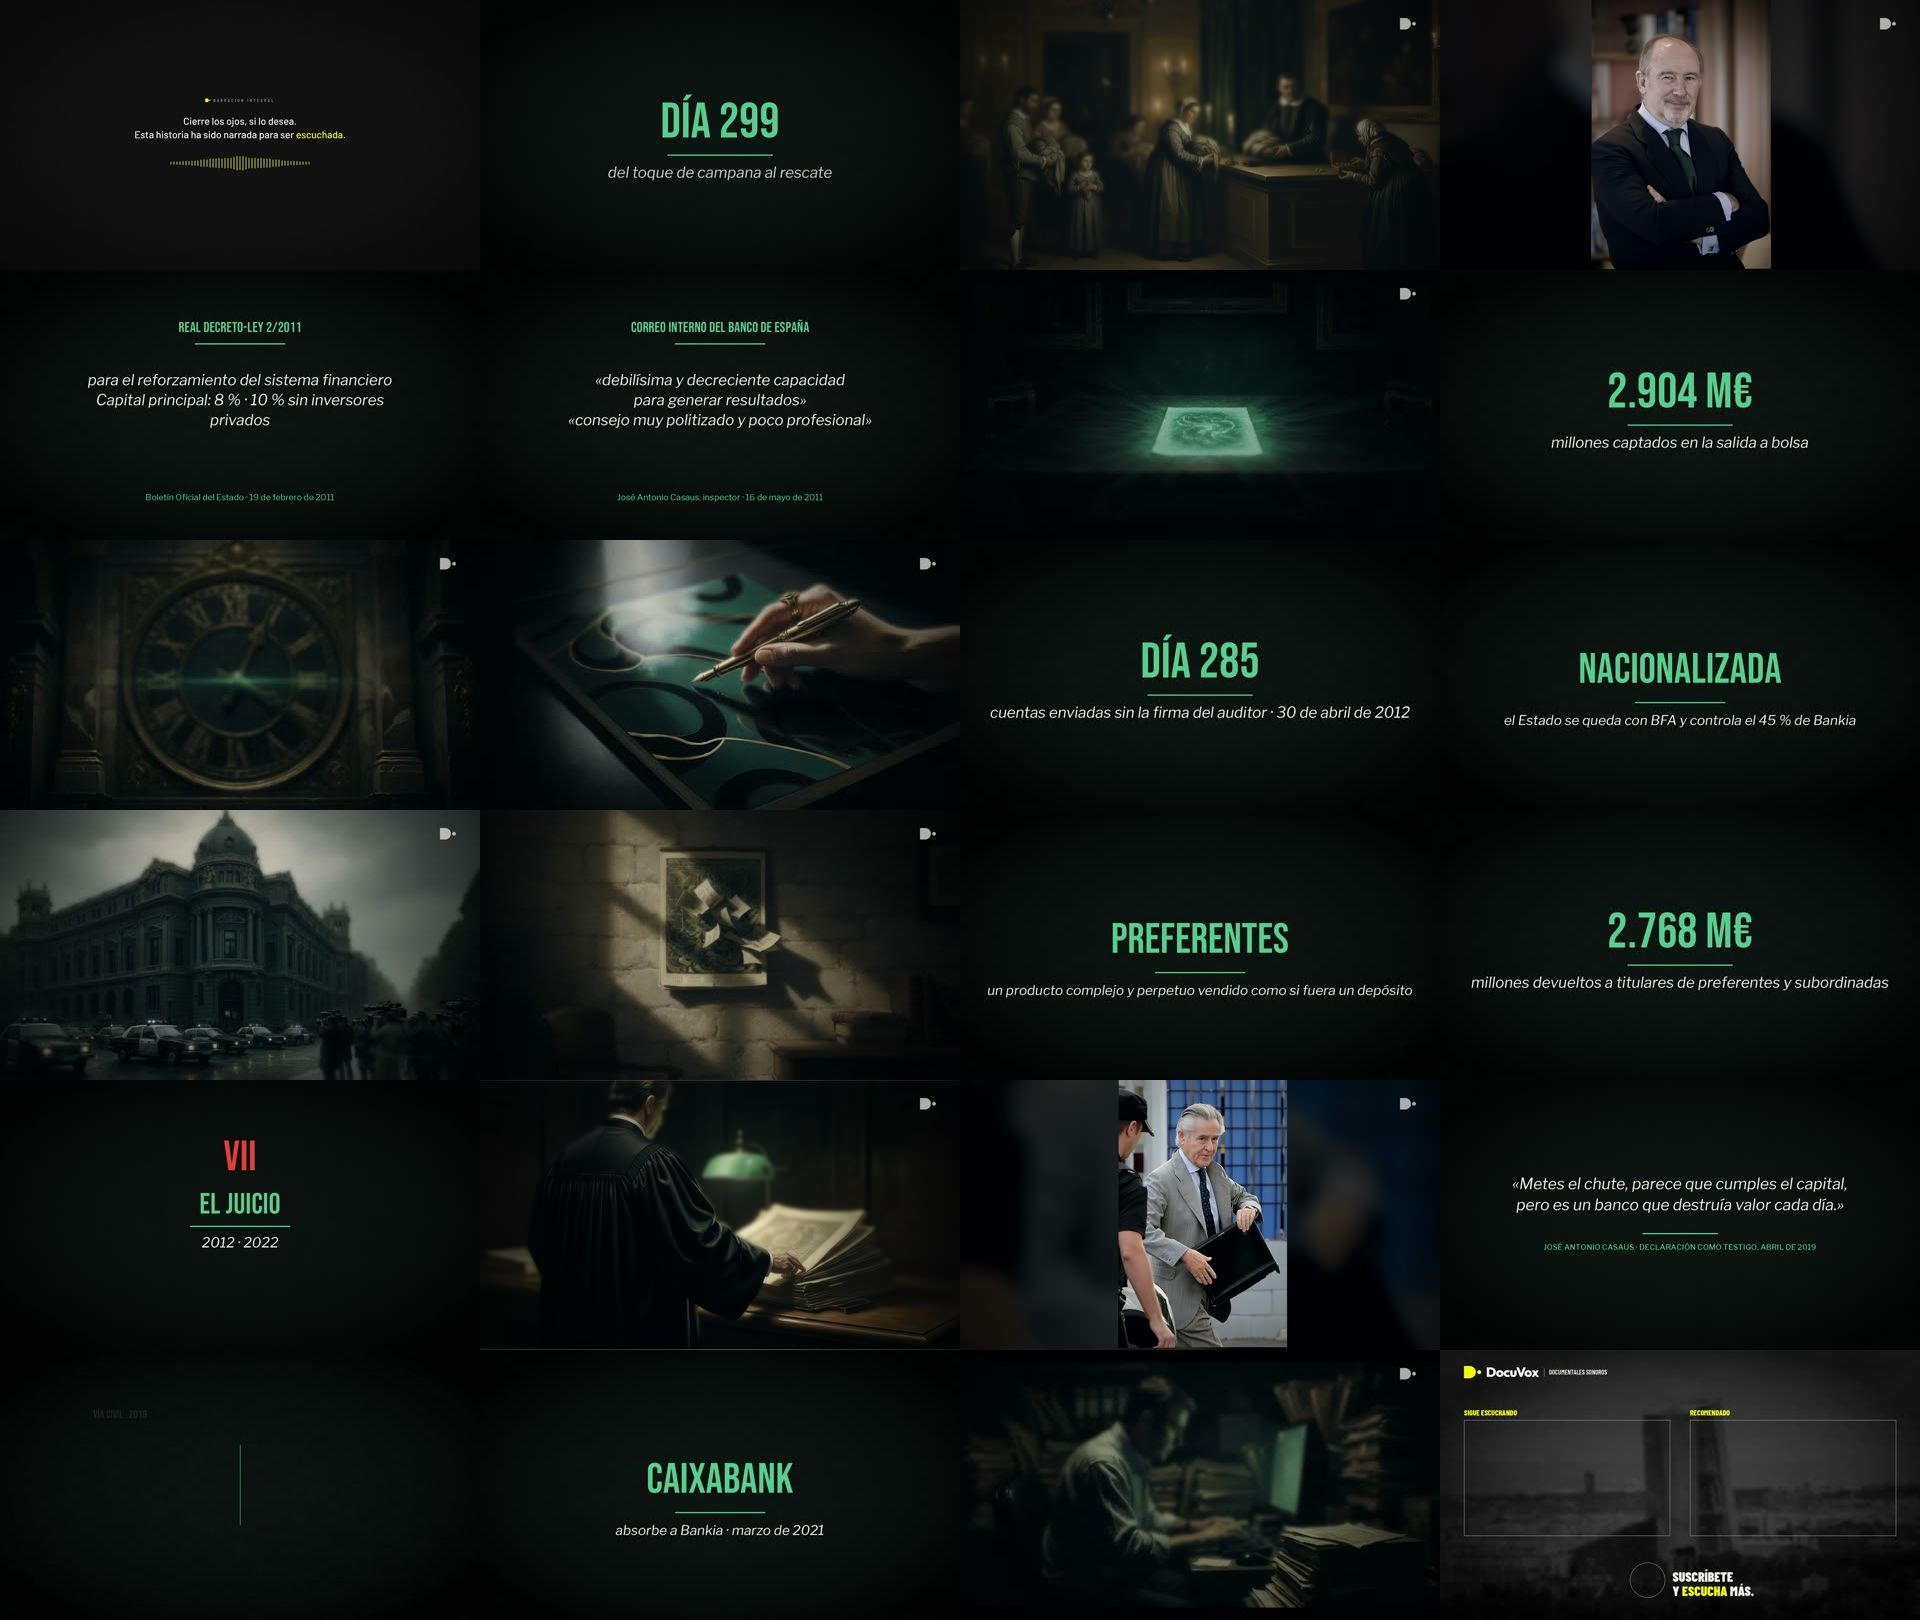 NARRACIÓN INTEGRAL
Cierre los ojos, si lo desea.
Esta historia ha sido narrada para ser escuchada.
DÍA 299
del toque de campana al rescate
REAL DECRETO-LEY 2/2011
para el reforzamiento del sistema financiero
Capital principal: 8 % · 10 % sin inversores
privados
Boletín Oficial del Estado · 19 de febrero de 2011
CORREO INTERNO DEL BANCO DE ESPAÑA
«debilísima y decreciente capacidad
para generar resultados»
«consejo muy politizado y poco profesional»
José Antonio Casaus, inspector · 16 de mayo de 2011
2.904 M€
millones captados en la salida a bolsa
DÍA 285
cuentas enviadas sin la firma del auditor · 30 de abril de 2012
NACIONALIZADA
el Estado se queda con BFA y controla el 45 % de Bankia
PREFERENTES
un producto complejo y perpetuo vendido como si fuera un depósito
2.768 M€
millones devueltos a titulares de preferentes y subordinadas
VII
EL JUICIO
2012 · 2022
«Metes el chute, parece que cumples el capital,
pero es un banco que destruía valor cada día.»
JOSÉ ANTONIO CASAUS · DECLARACIÓN COMO TESTIGO, ABRIL DE 2019
VÍA CIVIL · 2016
CAIXABANK
absorbe a Bankia · marzo de 2021
DocuVox | DOCUMENTALES SONOROS
SIGUE ESCUCHANDO
RECOMENDADO
SUSCRÍBETE
Y ESCUCHA MÁS.